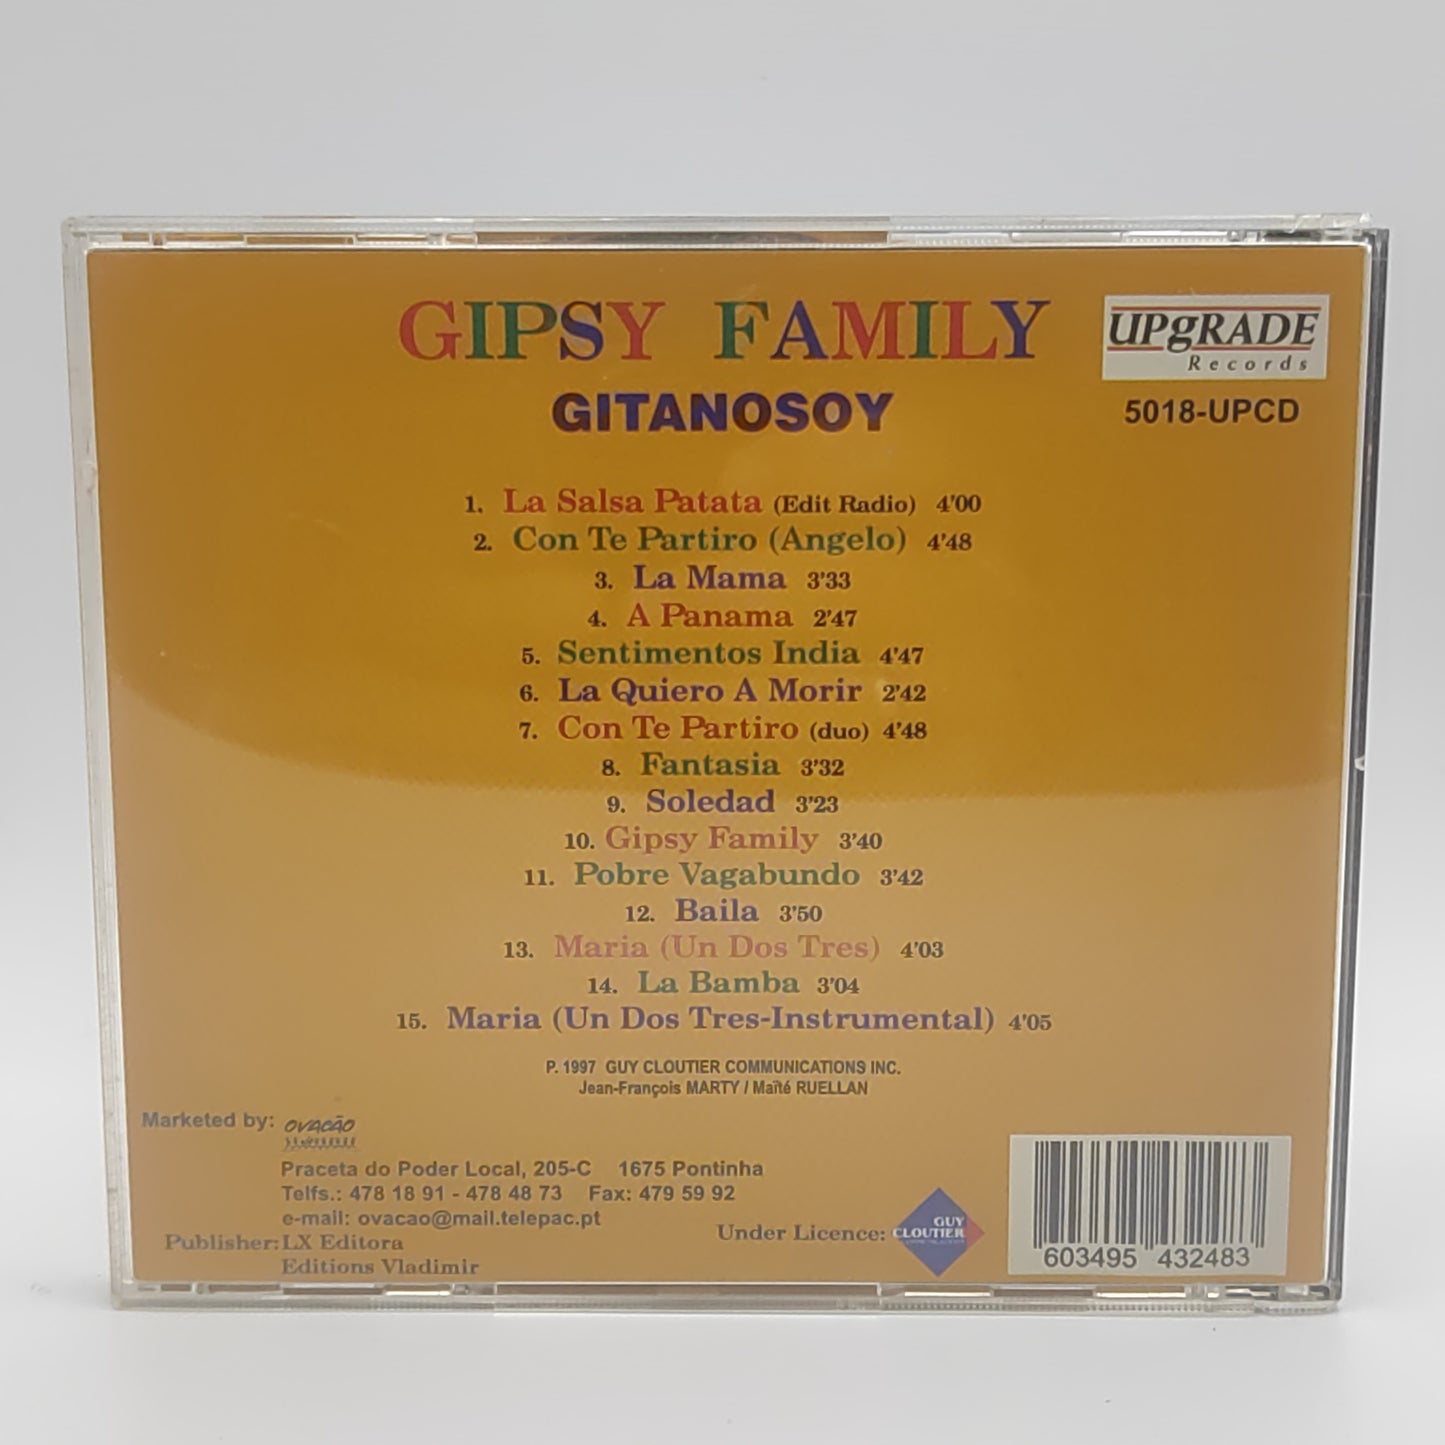 GIPSY FAMILY
UPgRADE
Records
GITANOSOY
5018-UPCD
1. La Salsa Patata (Edit Radio) 4'00
2. Con Te Partiro (Angelo) 4'48
3. La Mama 3'33
4. A Panama 2'47
5. Sentimentos India 4'47
6. La Quiero A Morir 2'42
7. Con Te Partiro (duo) 4'48
8. Fantasia 3'32
9. Soledad 3'23
10. Gipsy Family 3'40
11. Pobre Vagabundo 3'42
12. Baila 3'50
13. Maria (Un Dos Tres) 4'03
14. La Bamba 3'04
15. Maria (Un Dos Tres-Instrumental) 4'05
P. 1997 GUY CLOUTIER COMMUNICATIONS INC.
Jean-François MARTY / Maïté RUELLAN
Marketed by: OVAÇÃO
Praceta do Poder Local, 205-C 1675 Pontinha
Telfs.: 478 18 91 - 478 48 73 Fax: 479 59 92
e-mail: ovacao@mail.telepac.pt
Publisher: LX Editora
Editions Vladimir
Under Licence: GUY
CLOUTIER
603495 432483